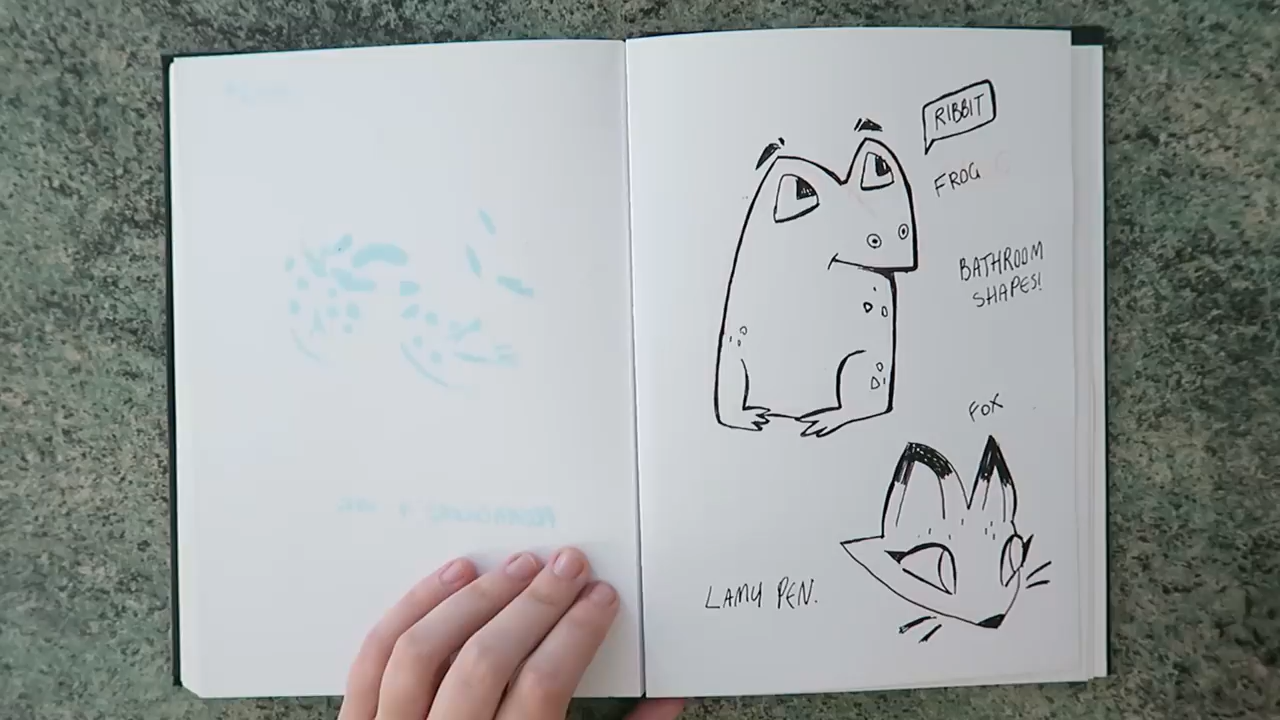 RIBBIT
FROG
BATHROOM
SHAPES!
FOX
LAMY PEN.